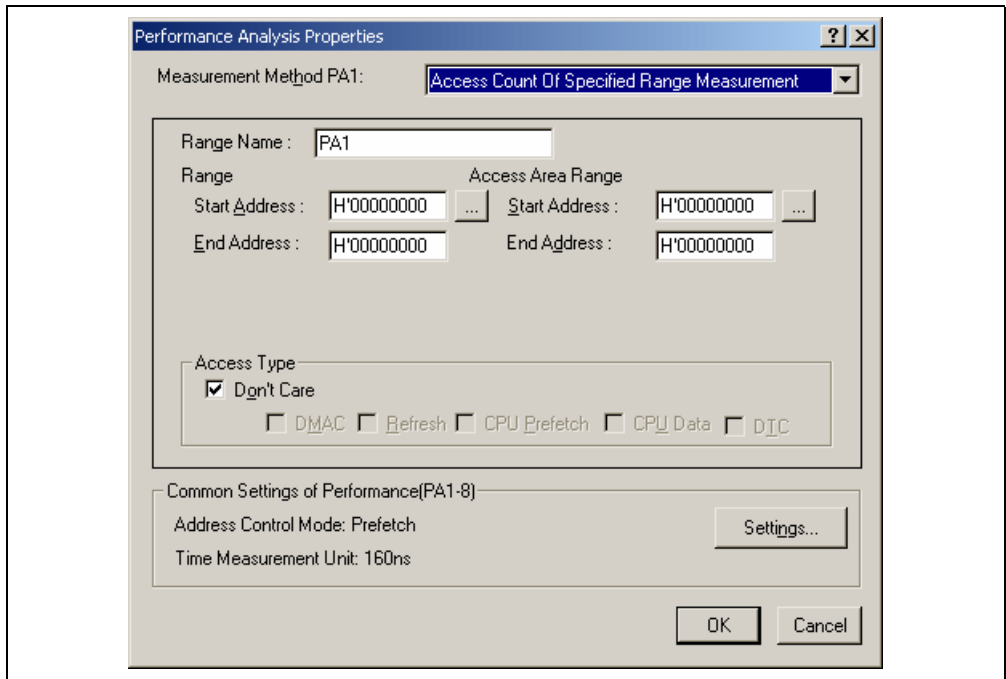 Performance Analysis Properties
Measurement Method PA1: Access Count Of Specified Range Measurement
Range Name : PA1
Range Access Area Range
Start Address : H'00000000 ... Start Address : H'00000000 ...
End Address : H'00000000 End Address : H'00000000
Access Type
Don't Care
DMAC Refresh CPU Prefetch CPU Data DTC
Common Settings of Performance(PA1-8)
Address Control Mode: Prefetch
Settings...
Time Measurement Unit: 160ns
OK Cancel